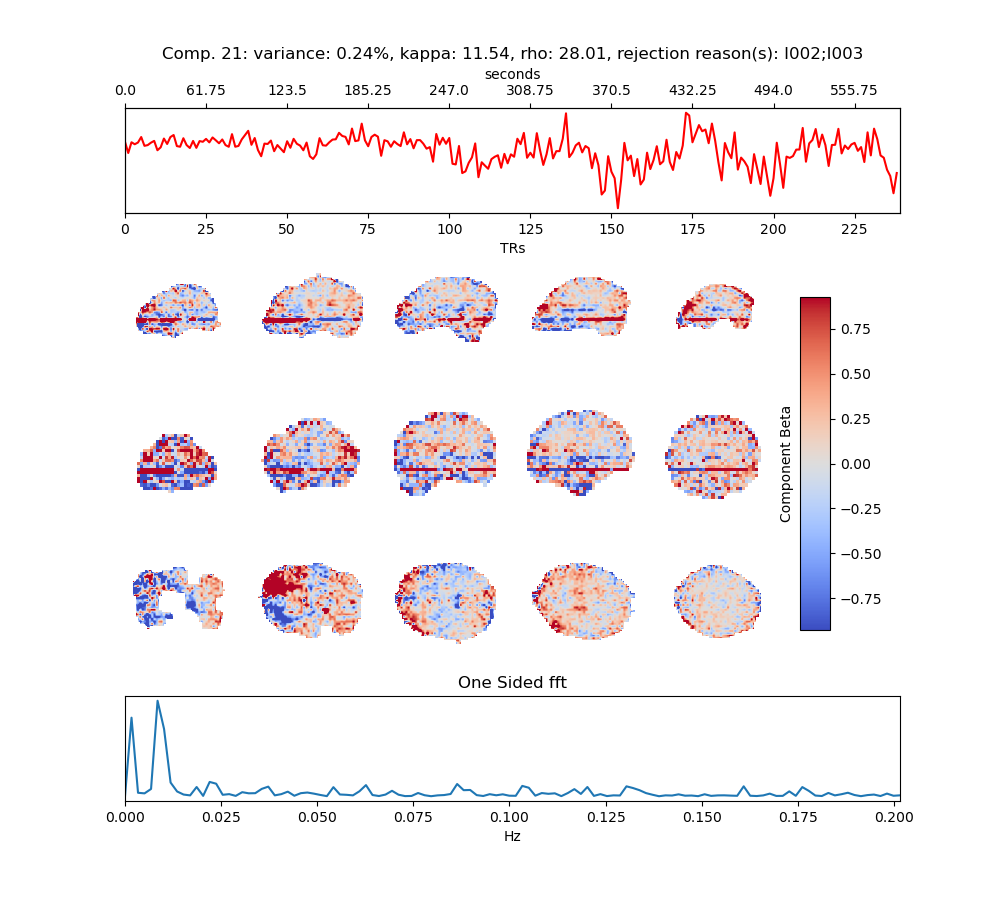 Comp. 21: variance: 0.24%, kappa: 11.54, rho: 28.01, rejection reason(s): I002;I003
seconds
0.0 61.75 123.5 185.25 247.0 308.75 370.5 432.25 494.0 555.75
0 25 50 75 100 125 150 175 200 225
TRs
0.75
0.50
0.25
0.00
−0.25
−0.50
−0.75
Component Beta
One Sided fft
0.000 0.025 0.050 0.075 0.100 0.125 0.150 0.175 0.200
Hz